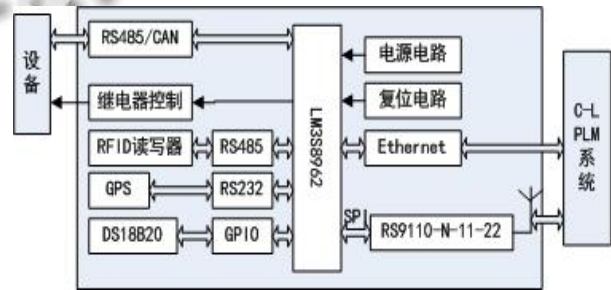 设备
RS485/CAN
继电器控制
RFID读写器
RS485
GPS
RS232
DS18B20
GPIO
LM3S8962
电源电路
复位电路
Ethernet
SPI
RS9110-N-11-22
C-L
PLM
系
统